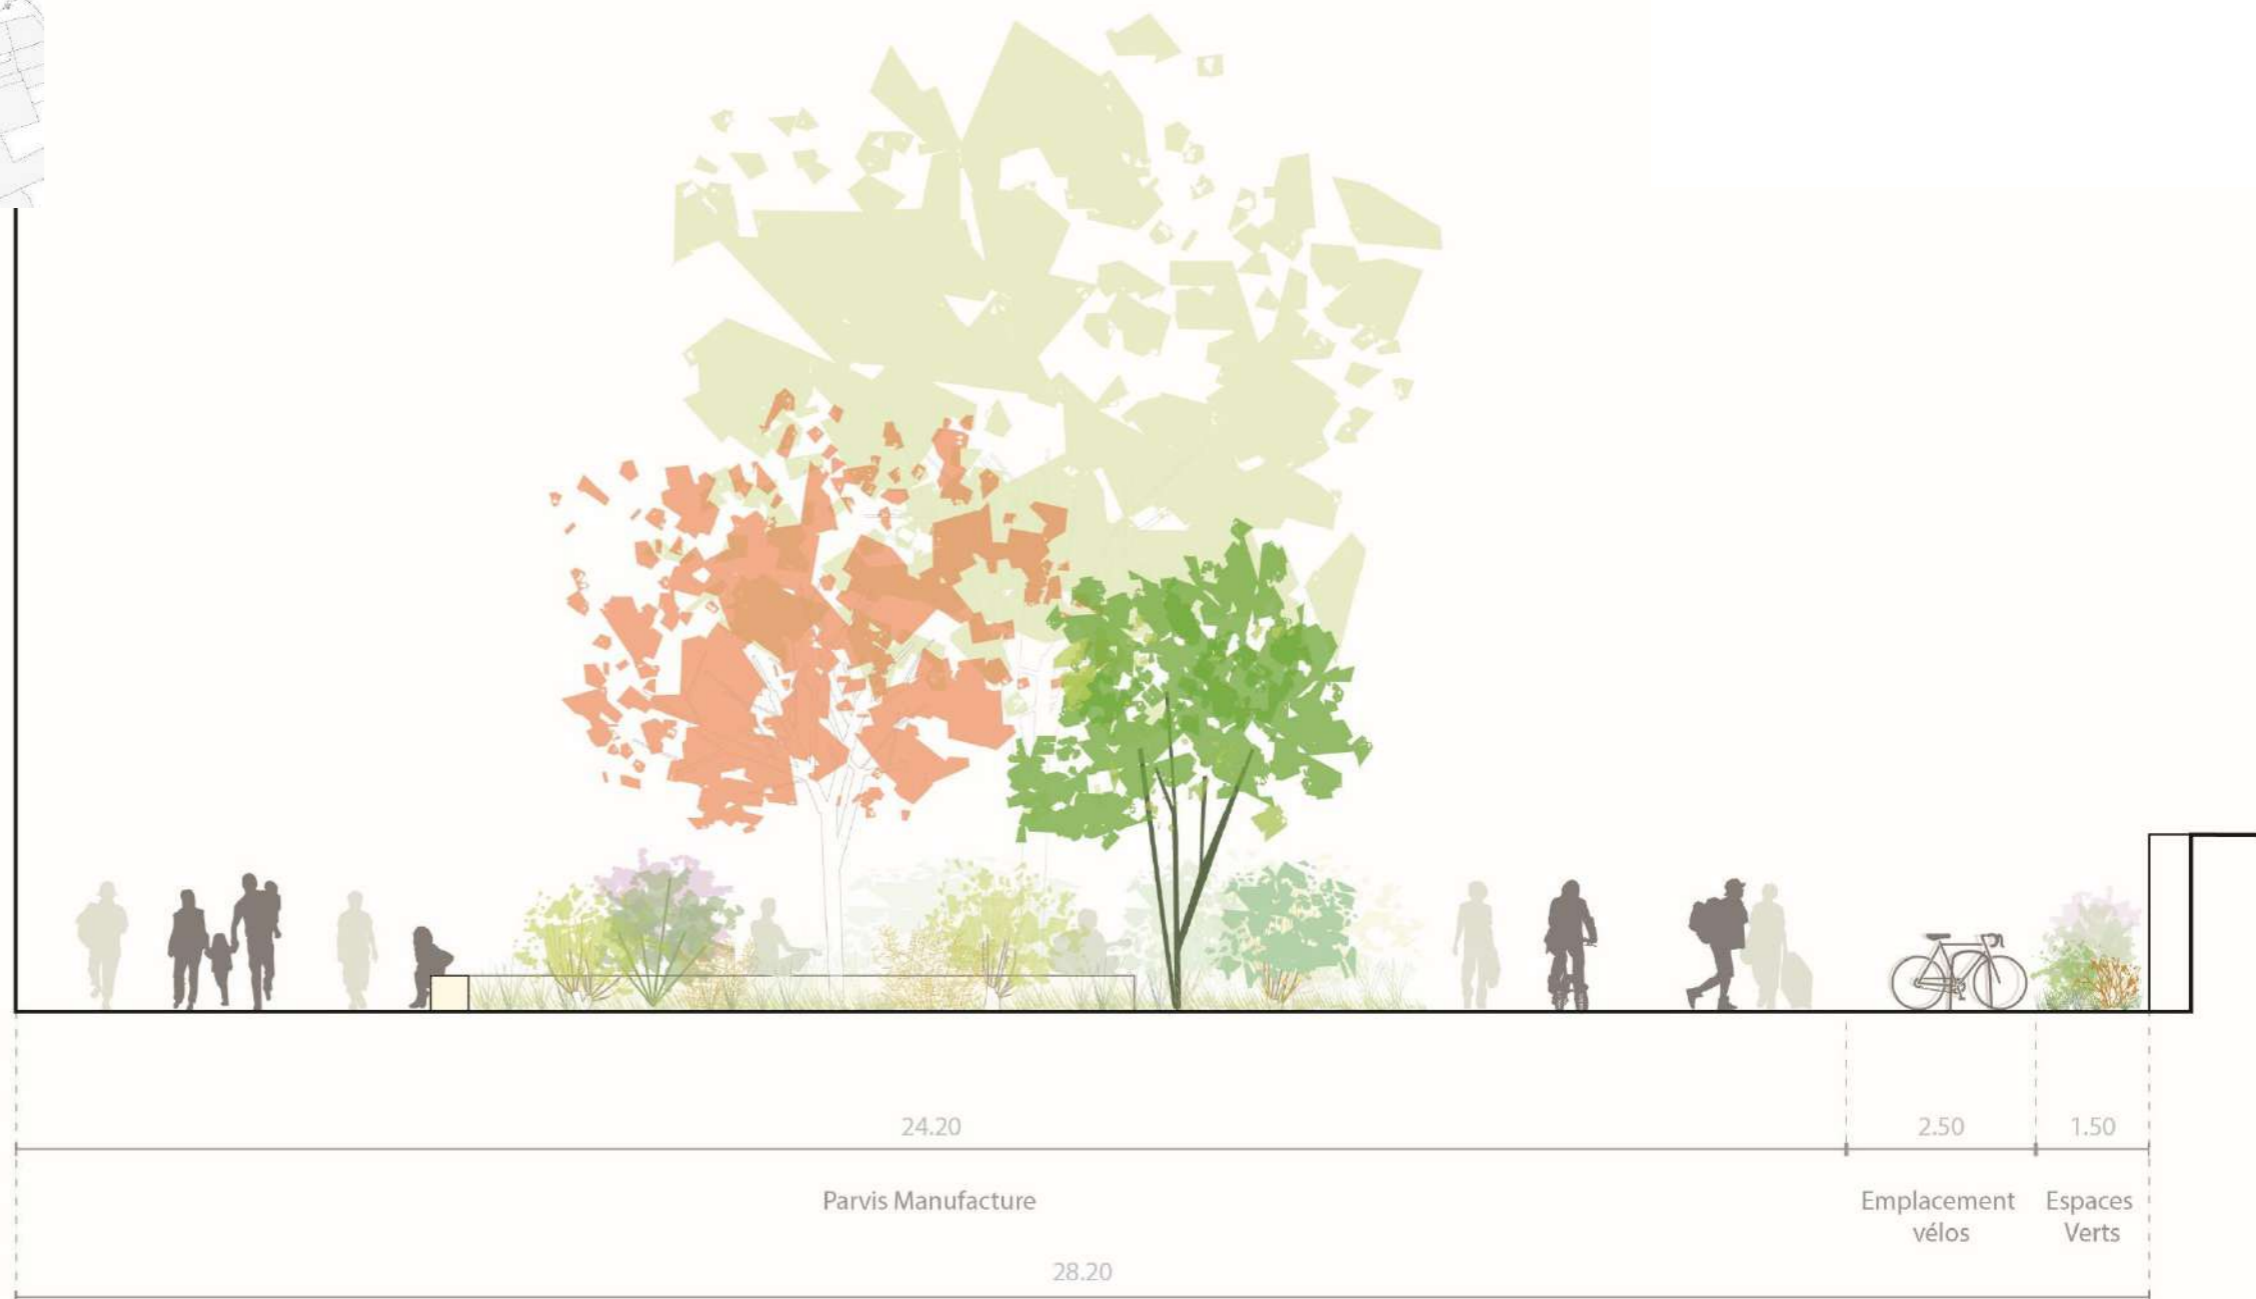 24.20
2.50
1.50
Parvis Manufacture
Emplacement
vélos
Espaces
Verts
28.20